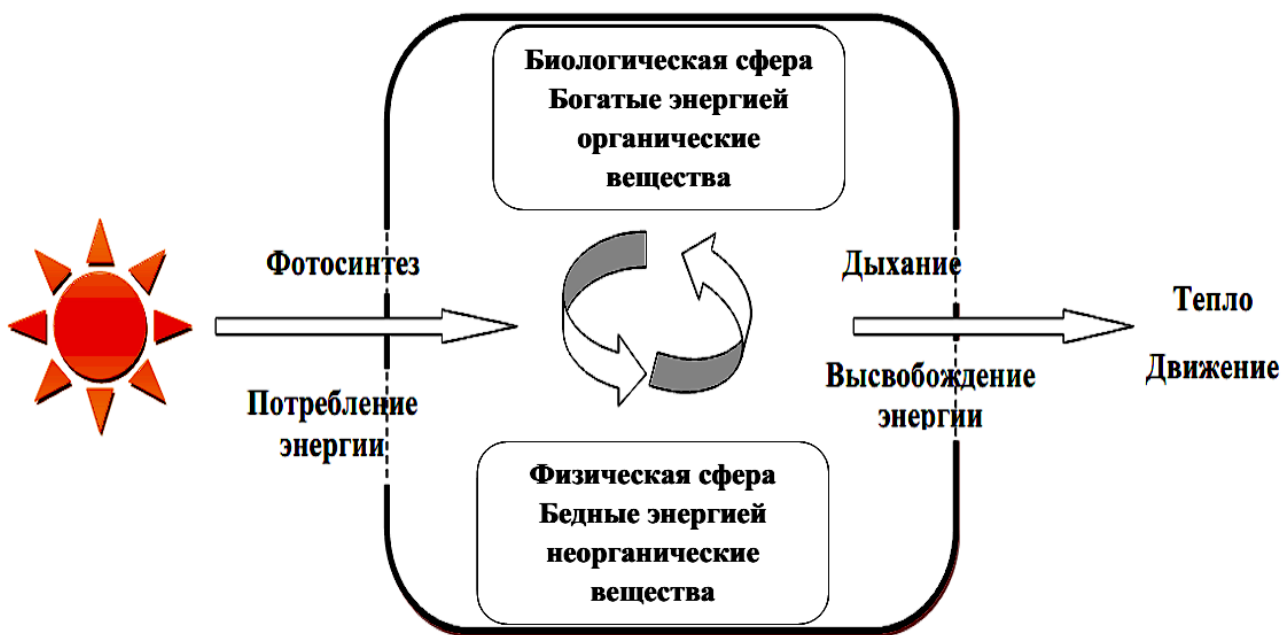 Биологическая сфера
Богатые энергией
органические
вещества
Фотосинтез
Потребление
энергии
Дыхание
Высвобождение
энергии
Тепло
Движение
Физическая сфера
Бедные энергией
неорганические
вещества